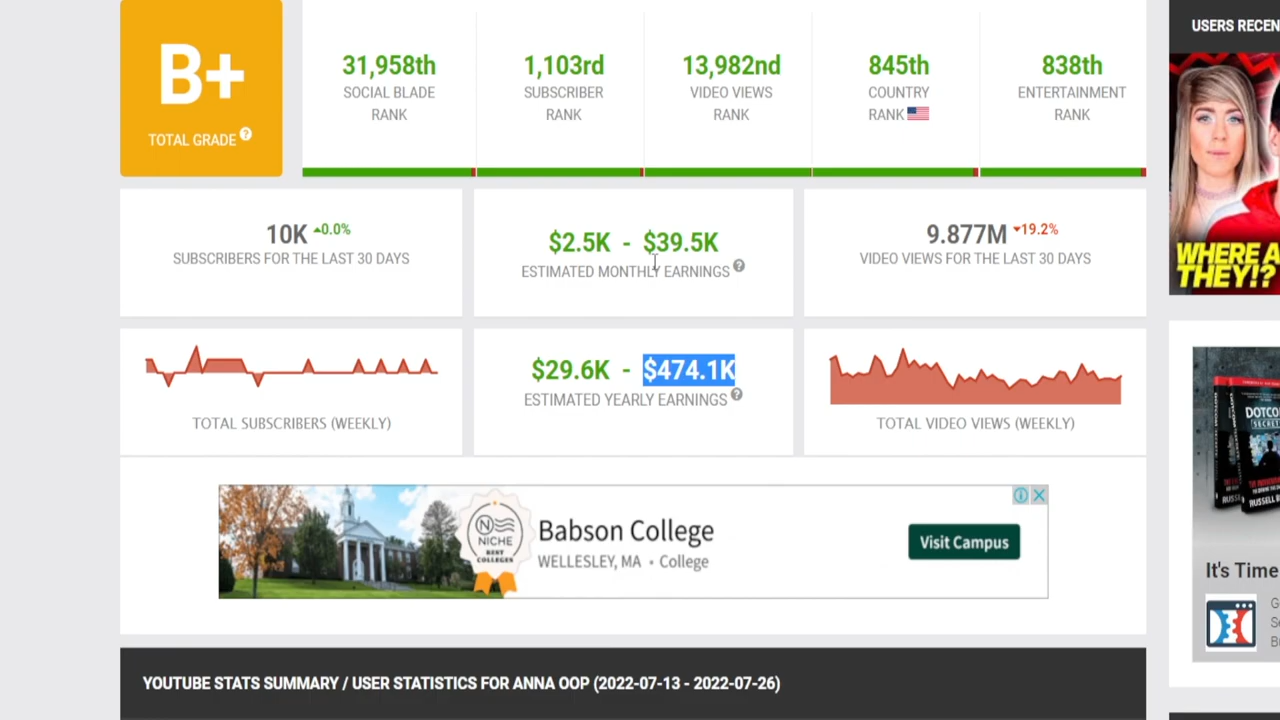 B+
TOTAL GRADE ?
31,958th
SOCIAL BLADE
RANK
1,103rd
SUBSCRIBER
RANK
13,982nd
VIDEO VIEWS
RANK
845th
COUNTRY
RANK
838th
ENTERTAINMENT
RANK
USERS RECEN
WHERE A
THEY!?
10K 0.0%
SUBSCRIBERS FOR THE LAST 30 DAYS
$2.5K - $39.5K
ESTIMATED MONTHLY EARNINGS ?
9.877M 19.2%
VIDEO VIEWS FOR THE LAST 30 DAYS
TOTAL SUBSCRIBERS (WEEKLY)
$29.6K - $474.1K
ESTIMATED YEARLY EARNINGS ?
TOTAL VIDEO VIEWS (WEEKLY)
NICHE
BEST
COLLEGES
Babson College
WELLESLEY, MA • College
Visit Campus
DOTCO
SECRE
RUSSELL B
It's Time
G
Se
Bu
YOUTUBE STATS SUMMARY / USER STATISTICS FOR ANNA OOP (2022-07-13 - 2022-07-26)